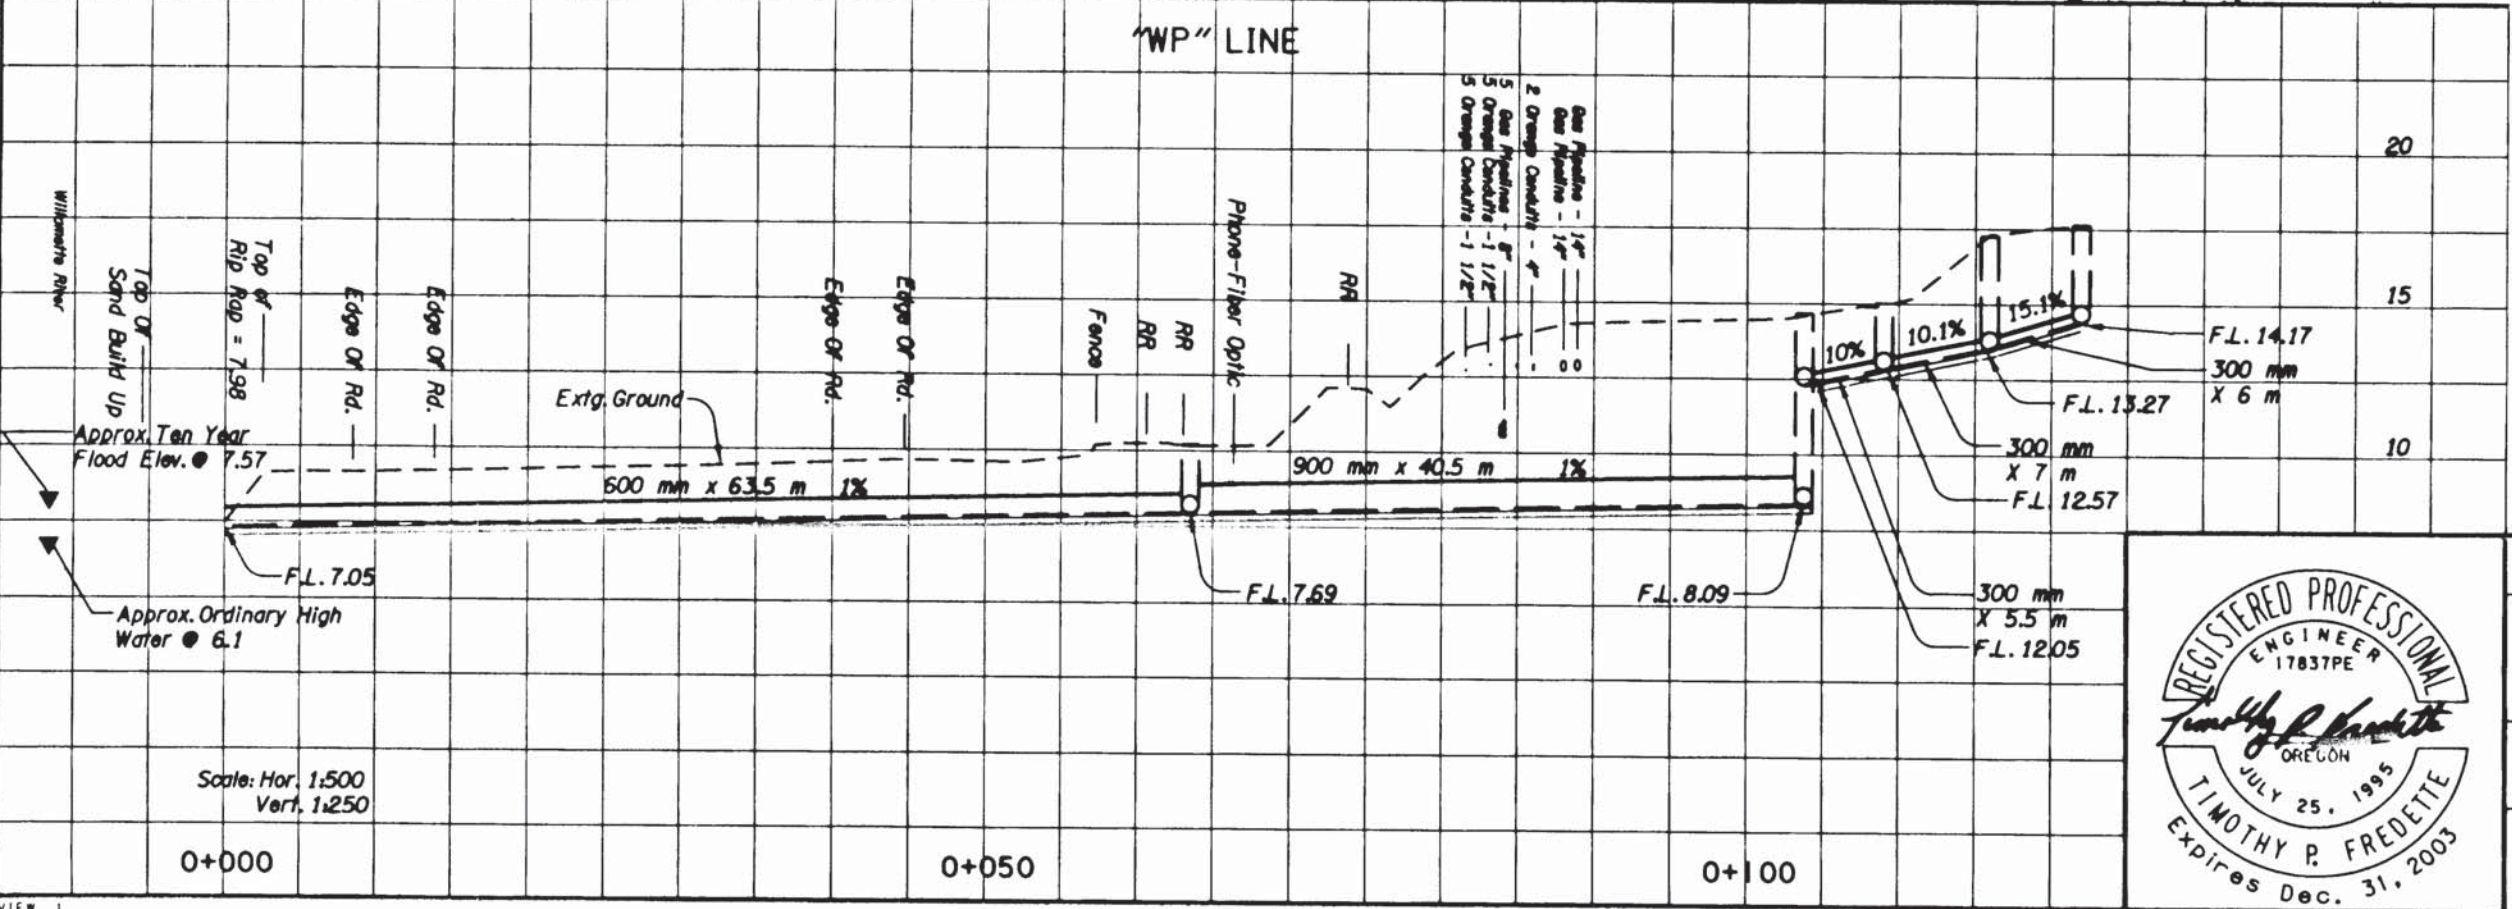 "WP" LINE
Willamette River
Top Of
Sand Build Up
Top of
Rip Rap = 7.98
Edge Of Rd.
Edge Of Rd.
Edge Of Rd.
Edge Of Rd.
Fence
RR
RR
Phone-Fiber Optic
RR
5 Orange Conduits - 1 1/2"
5 Orange Conduits - 1 1/2"
5 Gas Pipelines - 8"
2 Orange Conduits - 4"
Gas Pipeline - 14"
Gas Pipeline - 14"
20
15
10
Extg. Ground
Approx. Ten Year
Flood Elev. @ 7.57
600 mm x 63.5 m 1%
900 mm x 40.5 m 1%
10%
10.1%
15.1%
F.L. 14.17
300 mm
X 6 m
F.L. 13.27
300 mm
X 7 m
F.L. 12.57
300 mm
X 5.5 m
F.L. 12.05
F.L. 7.05
F.L. 7.69
F.L. 8.09
Approx. Ordinary High
Water @ 6.1
Scale: Hor. 1:500
Vert. 1:250
0+000
0+050
0+100
REGISTERED PROFESSIONAL
ENGINEER
17837PE
Timothy P. Fredette
OREGON
JULY 25, 1995
TIMOTHY P. FREDETTE
Expires Dec. 31, 2003